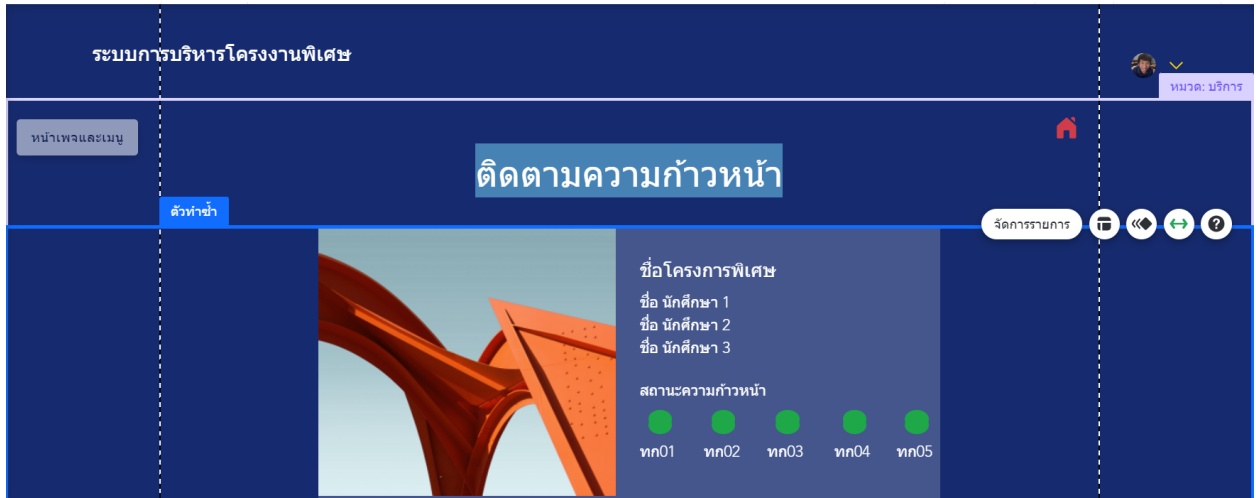 ระบบการบริหารโครงงานพิเศษ
หมวด: บริการ
หน้าเพจและเมนู
ติดตามความก้าวหน้า
ตัวทำซ้ำ
จัดการรายการ
?
ชื่อโครงการพิเศษ
ชื่อ นักศึกษา 1
ชื่อ นักศึกษา 2
ชื่อ นักศึกษา 3
สถานะความก้าวหน้า
ทก01 ทก02 ทก03 ทก04 ทก05